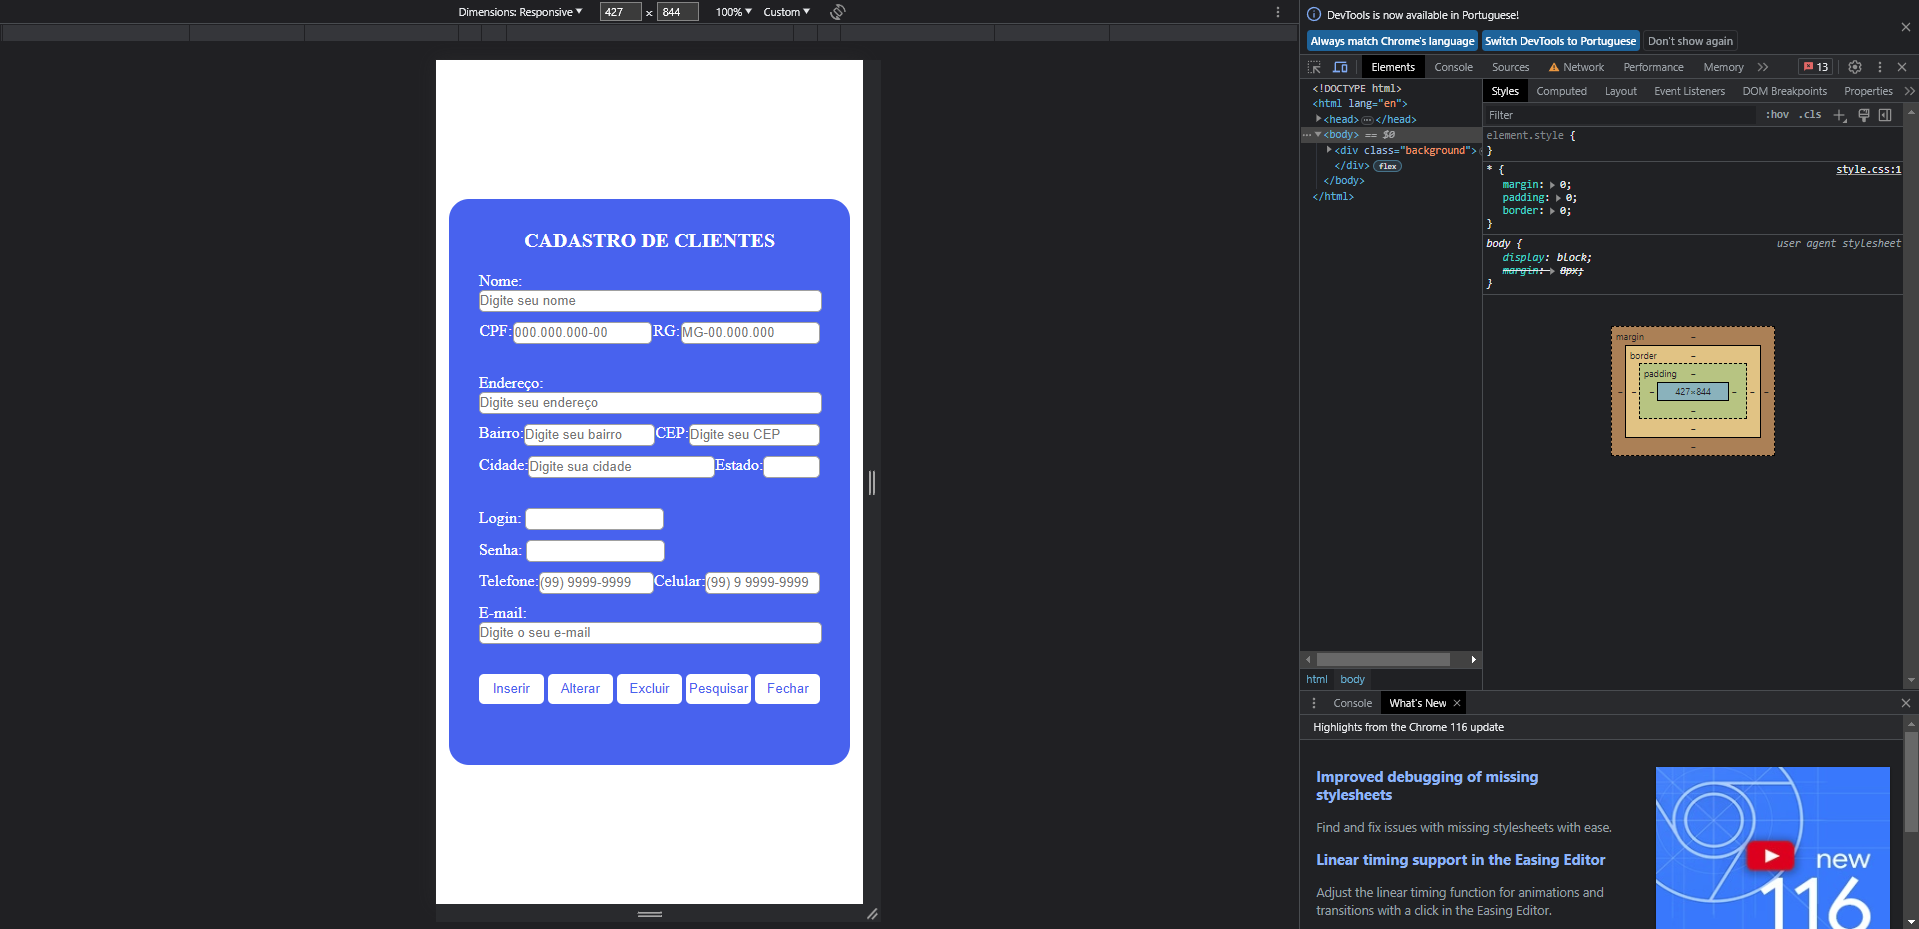 Dimensions: Responsive 427 x 844 100% Custom
CADASTRO DE CLIENTES
Nome:
Digite seu nome
CPF: 000.000.000-00 RG: MG-00.000.000
Endereço:
Digite seu endereço
Bairro: Digite seu bairro CEP: Digite seu CEP
Cidade: Digite sua cidade Estado:
Login:
Senha:
Telefone: (99) 9999-9999 Celular: (99) 9 9999-9999
E-mail:
Digite o seu e-mail
Inserir Alterar Excluir Pesquisar Fechar
DevTools is now available in Portuguese!
Always match Chrome's language Switch DevTools to Portuguese Don't show again
Elements Console Sources Network Performance Memory 13
<!DOCTYPE html>
<html lang="en">
<head> </head>
<body> == $0
<div class="background">
</div> flex
</body>
</html>
html body
Styles Computed Layout Event Listeners DOM Breakpoints Properties
Filter :hov .cls
element.style {
}
* { style.css:1
margin: 0;
padding: 0;
border: 0;
}
body { user agent stylesheet
display: block;
margin: 8px;
}
margin –
border –
padding –
– – – 427×844 – – –
–
–
–
Console What's New
Highlights from the Chrome 116 update
Improved debugging of missing
stylesheets
Find and fix issues with missing stylesheets with ease.
Linear timing support in the Easing Editor
Adjust the linear timing function for animations and
transitions with a click in the Easing Editor.
new
116